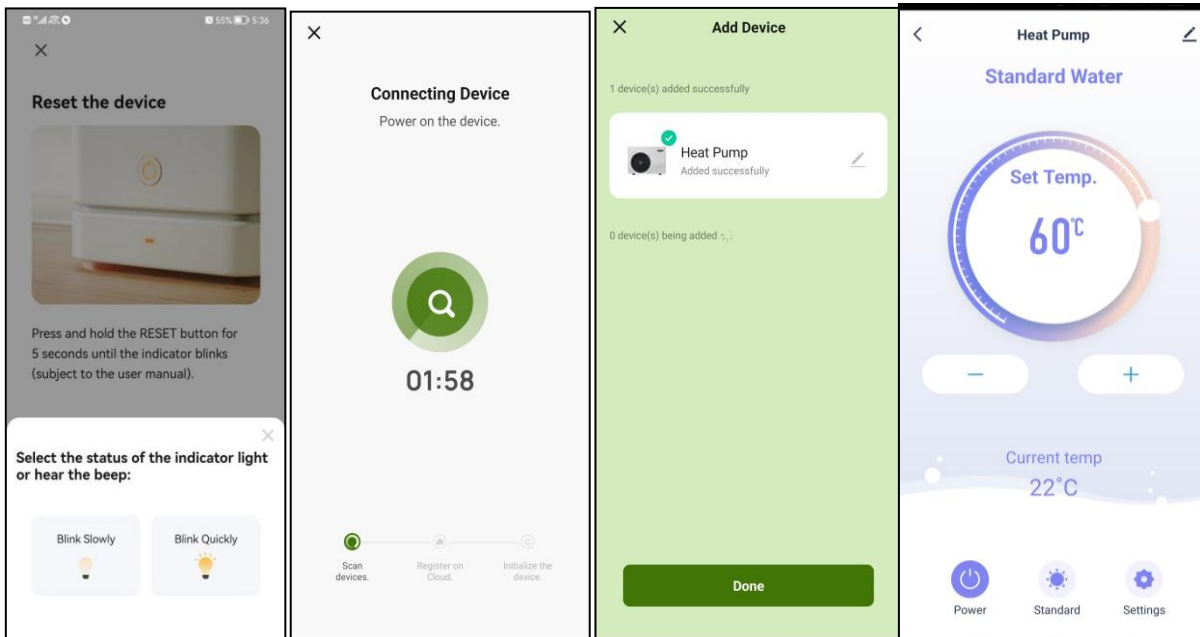 55% 5:36
Reset the device
Press and hold the RESET button for
5 seconds until the indicator blinks
(subject to the user manual).
Select the status of the indicator light
or hear the beep:
Blink Slowly
Blink Quickly
Connecting Device
Power on the device.
01:58
Scan
devices.
Register on
Cloud.
Initialize the
device.
Add Device
1 device(s) added successfully
Heat Pump
Added successfully
0 device(s) being added
Done
Heat Pump
Standard Water
Set Temp.
60°C
Current temp
22°C
Power
Standard
Settings